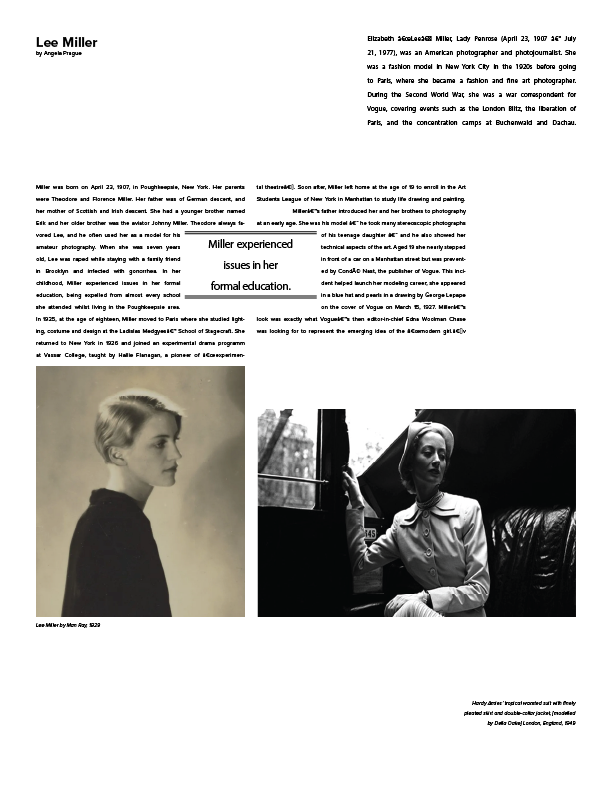 Lee Miller
by Angela Prague
Elizabeth â€œLeeâ€ Miller, Lady Penrose (April 23, 1907 â€“ July
21, 1977), was an American photographer and photojournalist. She
was a fashion model in New York City in the 1920s before going
to Paris, where she became a fashion and fine art photographer.
During the Second World War, she was a war correspondent for
Vogue, covering events such as the London Blitz, the liberation of
Paris, and the concentration camps at Buchenwald and Dachau.
Miller was born on April 23, 1907, in Poughkeepsie, New York. Her parents
were Theodore and Florence Miller. Her father was of German descent, and
her mother of Scottish and Irish descent. She had a younger brother named
Erik and her older brother was the aviator Johnny Miller. Theodore always fa-
vored Lee, and he often used her as a model for his
amateur photography. When she was seven years
old, Lee was raped while staying with a family friend
in Brooklyn and infected with gonorrhea. In her
childhood, Miller experienced issues in her formal
education, being expelled from almost every school
she attended whilst living in the Poughkeepsie area.
In 1925, at the age of eighteen, Miller moved to Paris where she studied light-
ing, costume and design at the Ladislas Medgyesâ€™ School of Stagecraft. She
returned to New York in 1926 and joined an experimental drama programm
at Vassar College, taught by Hallie Flanagan, a pioneer of â€œexperimen-
Miller experienced
issues in her
formal education.
tal theatreâ€. Soon after, Miller left home at the age of 19 to enroll in the Art
Students League of New York in Manhattan to study life drawing and painting.
Millerâ€™s father introduced her and her brothers to photography
at an early age. She was his model â€“ he took many stereoscopic photographs
of his teenage daughter â€“ and he also showed her
technical aspects of the art. Aged 19 she nearly stepped
in front of a car on a Manhattan street but was prevent-
ed by CondÃ© Nast, the publisher of Vogue. This inci-
dent helped launch her modeling career, she appeared
in a blue hat and pearls in a drawing by George Lepape
on the cover of Vogue on March 15, 1927. Millerâ€™s
look was exactly what Vogueâ€™s then editor-in-chief Edna Woolman Chase
was looking for to represent the emerging idea of the â€œmodern girl.â€v
Lee Miller by Man Ray, 1929
145
Hardy Amies' tropical worsted suit with finely
pleated skirt and double-collar jacket, [modelled
by Della Oake] London, England, 1949